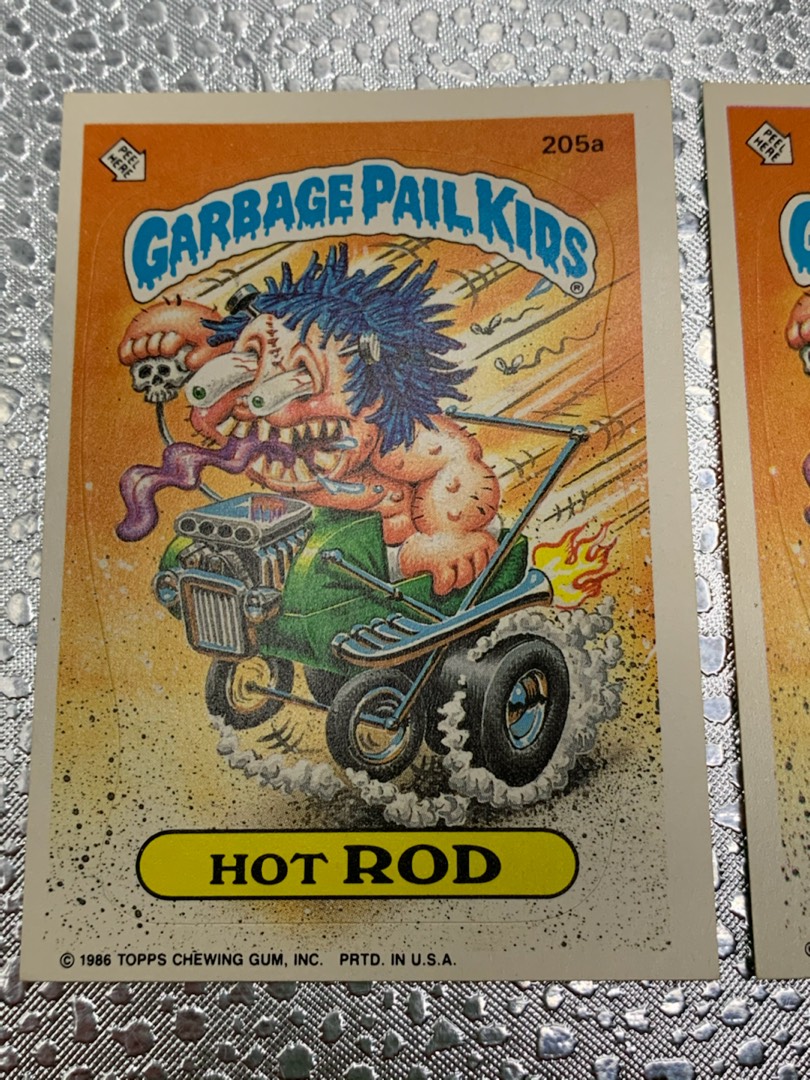 PEEL HERE
205a
GARBAGE PAIL KIDS®
HOT ROD
© 1986 TOPPS CHEWING GUM, INC. PRTD. IN U.S.A.
PEEL HERE
G
©